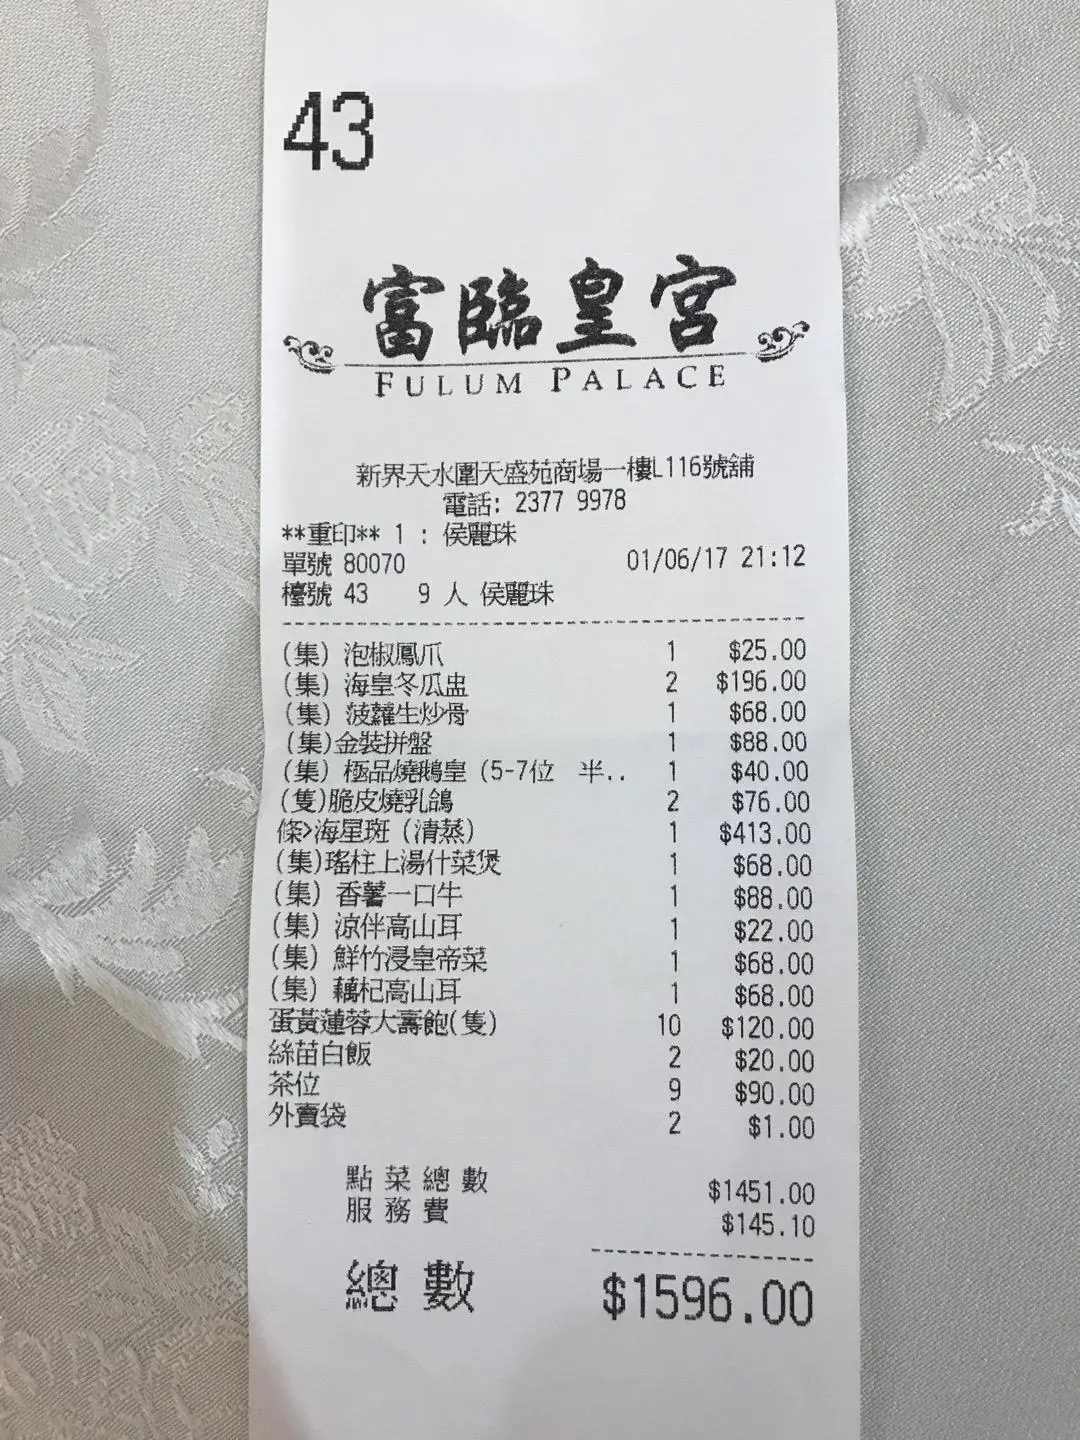 43
富臨皇宮
FULUM PALACE
新界天水圍天盛苑商場一樓L116號舖
電話: 2377 9978
**重印** 1 : 侯麗珠
單號 80070 01/06/17 21:12
檯號 43 9 人 侯麗珠
(集) 泡椒鳳爪 1 $25.00
(集) 海皇冬瓜盅 2 $196.00
(集) 菠蘿生炒骨 1 $68.00
(集)金裝拼盤 1 $88.00
(集) 極品燒鵝皇 (5-7位 半.. 1 $40.00
(隻)脆皮燒乳鴿 2 $76.00
條>海星斑 (清蒸) 1 $413.00
(集)瑤柱上湯什菜煲 1 $68.00
(集) 香薯一口牛 1 $88.00
(集) 涼伴高山耳 1 $22.00
(集) 鮮竹浸皇帝菜 1 $68.00
(集) 藕杞高山耳 1 $68.00
蛋黃蓮蓉大壽飽(隻) 10 $120.00
絲苗白飯 2 $20.00
茶位 9 $90.00
外賣袋 2 $1.00
點菜總數 $1451.00
服務費 $145.10
總數 $1596.00